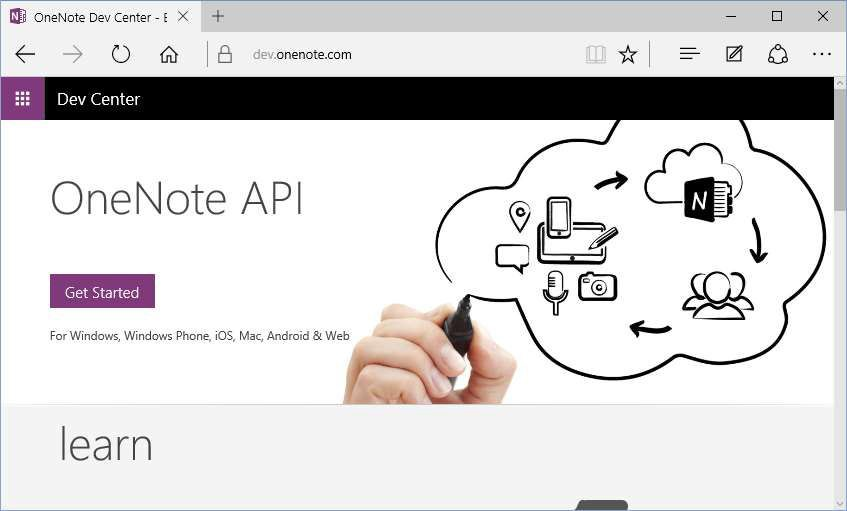 OneNote Dev Center - E
dev.onenote.com
Dev Center
OneNote API
N
Get Started
For Windows, Windows Phone, iOS, Mac, Android & Web
learn